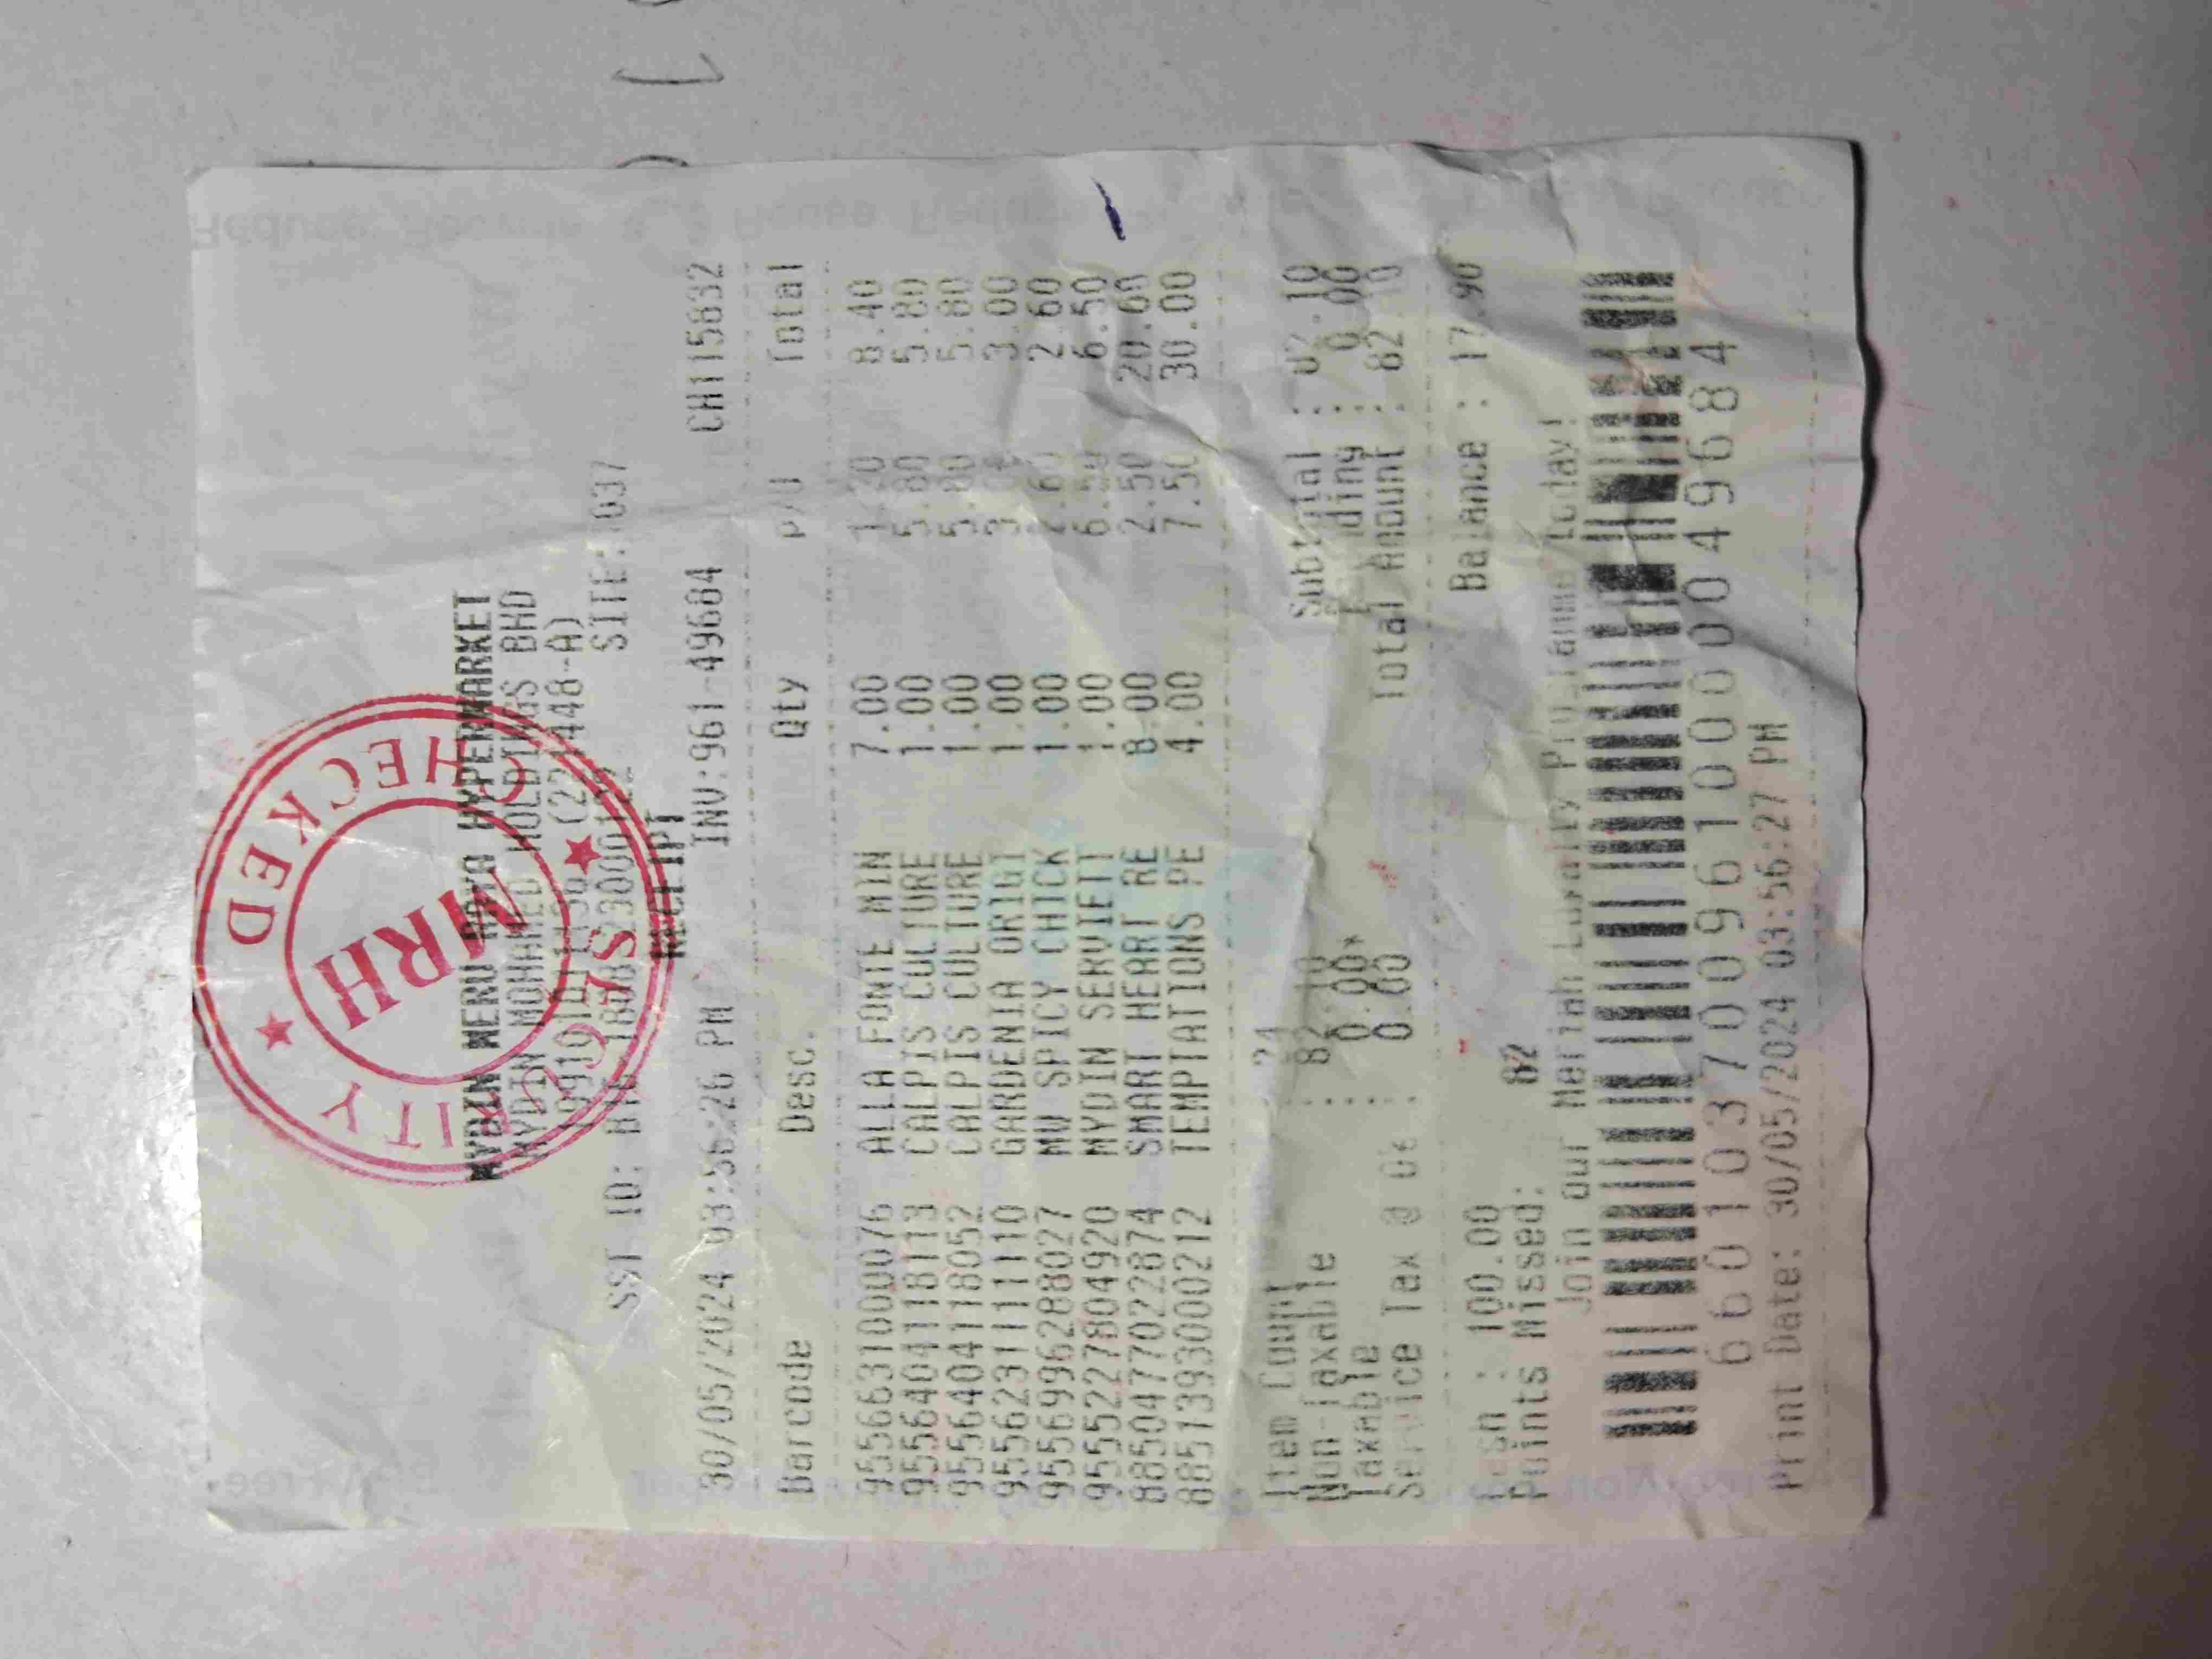 SECURITY CHECKED
MRH
MYDIN MERU RAYA HYPERMARKET
MYDIN MOHAMED HOLDINGS BHD
(221448-A)
SST ID: SITE:1037
RECEIPT
30/05/2024 03:56:26 PM INV:961-49684 CH115832
Barcode Desc. Qty P/U Total
9556631000076 ALLA FONTE MIN 7.00 1.20 8.40
9556404118113 CALPIS CULTURE 1.00 5.80 5.80
9556404118052 CALPIS CULTURE 1.00 5.80 5.80
9556231111110 GARDENIA ORIGI 1.00 3.00
9556996288027 MW SPICY CHICK 1.00 2.60 2.60
9555227804920 MYDIN SERVIETT 1.00 6.50 6.50
8850477022874 SMART HEART RE 8.00 2.50 20.00
8851393000212 TEMPTATIONS PE 4.00 7.50 30.00
Item Count : 24 Subtotal : 82.10
Non-Taxable : 82.10 : 0.00
Taxable : 0.00* Total Amount : 82.10
Service Tax @ 0.00
Cash : 100.00 Balance : 17.90
Points Missed: 82
Join our Meriah Loyalty Programme today!
660103700961000049684
Print Date: 30/05/2024 03:56:27 PM